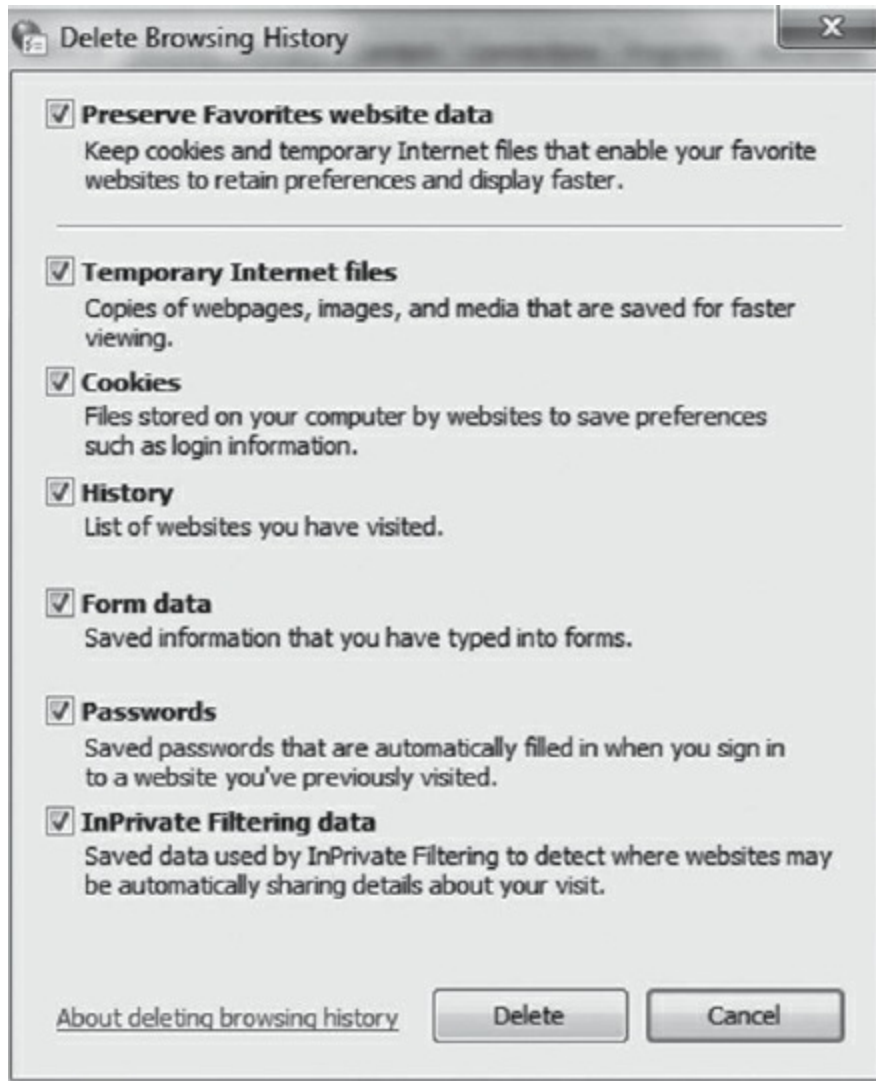 Delete Browsing History
Preserve Favorites website data
Keep cookies and temporary Internet files that enable your favorite
websites to retain preferences and display faster.
Temporary Internet files
Copies of webpages, images, and media that are saved for faster
viewing.
Cookies
Files stored on your computer by websites to save preferences
such as login information.
History
List of websites you have visited.
Form data
Saved information that you have typed into forms.
Passwords
Saved passwords that are automatically filled in when you sign in
to a website you've previously visited.
InPrivate Filtering data
Saved data used by InPrivate Filtering to detect where websites may
be automatically sharing details about your visit.
About deleting browsing history
Delete
Cancel